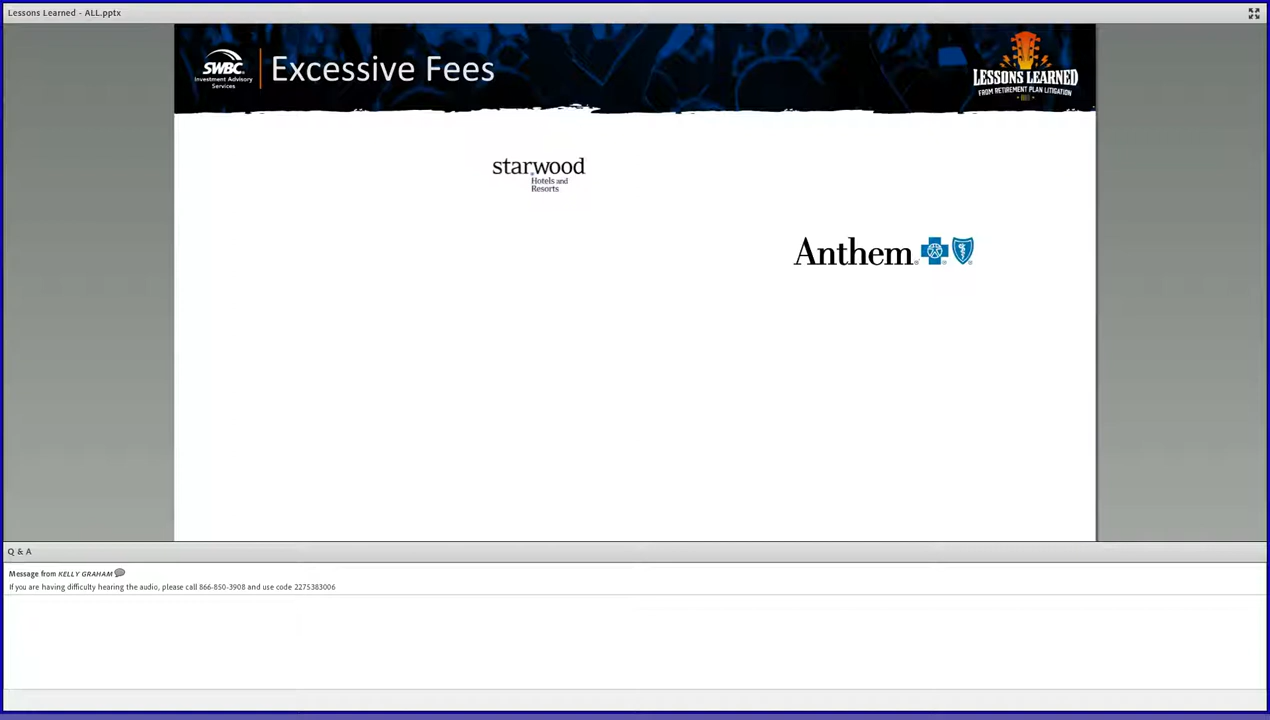 Lessons Learned - ALL.pptx
SWBC
Investment Advisory
Services
Excessive Fees
LESSONS LEARNED
FROM RETIREMENT PLAN LITIGATION
starwood
Hotels and
Resorts
Anthem
Q & A
Message from KELLY GRAHAM
If you are having difficulty hearing the audio, please call 866-850-3908 and use code 2275383006